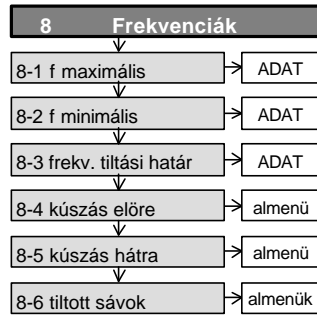 8 Frekvenciák
8-1 f maximális ADAT
8-2 f minimális ADAT
8-3 frekv. tiltási határ ADAT
8-4 kúszás elöre almenü
8-5 kúszás hátra almenü
8-6 tiltott sávok almenük